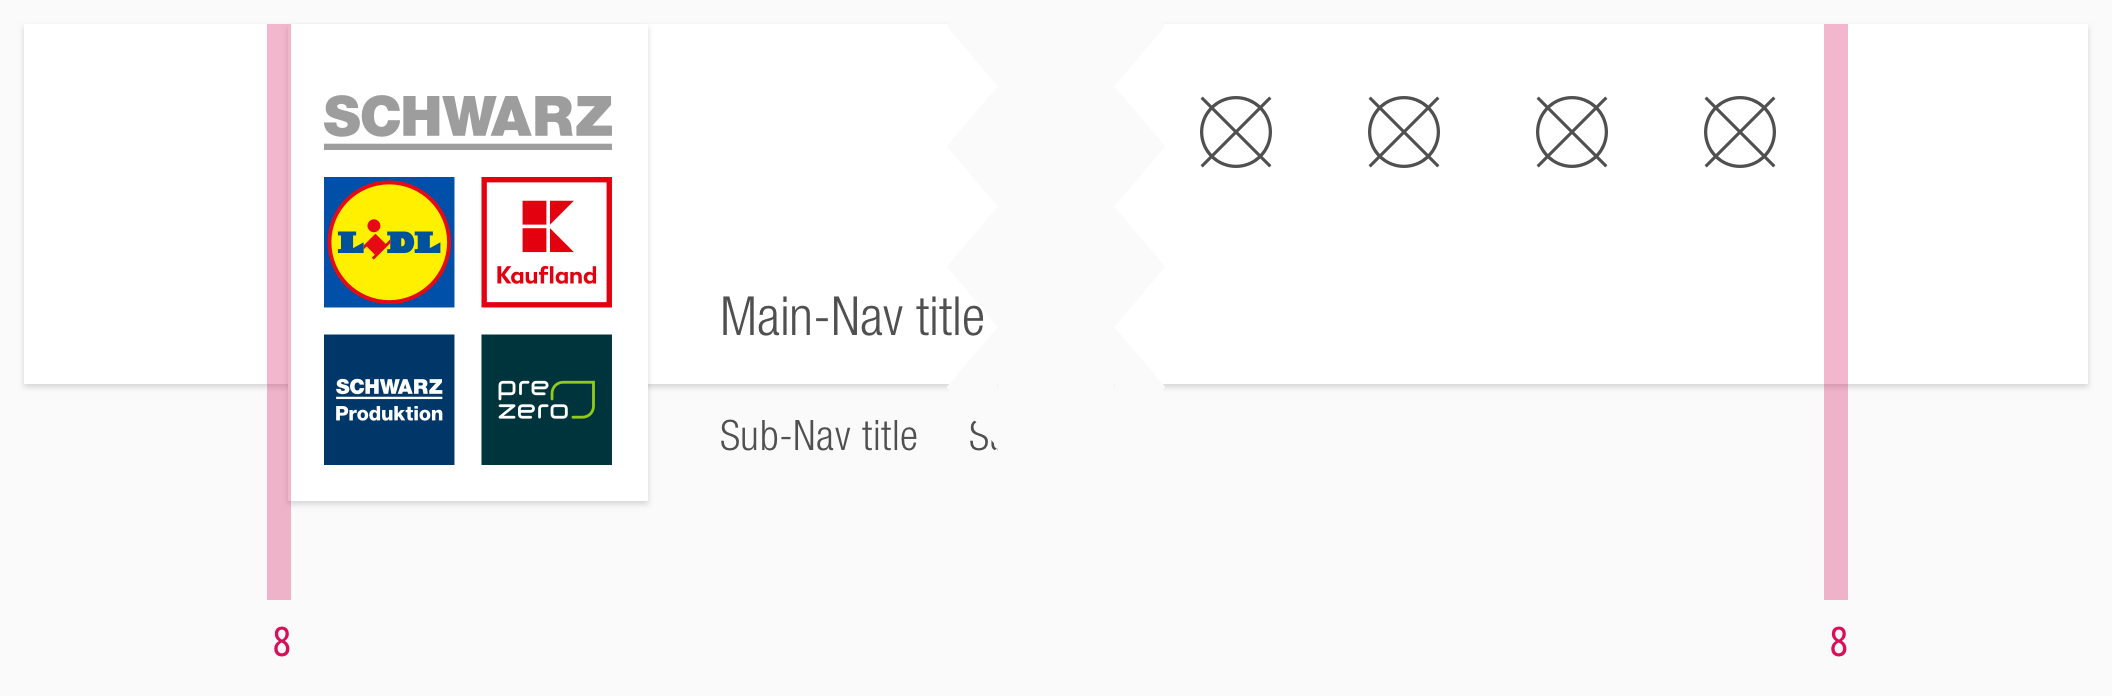 SCHWARZ
LiDL
Kaufland
SCHWARZ
Produktion
pre
zero
Main-Nav title
Sub-Nav title
8
8